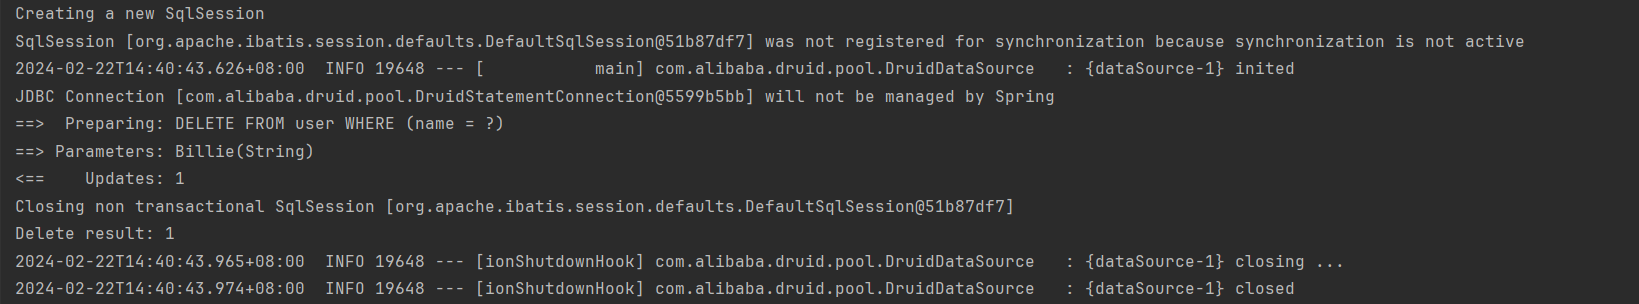 Creating a new SqlSession
SqlSession [org.apache.ibatis.session.defaults.DefaultSqlSession@51b87df7] was not registered for synchronization because synchronization is not active
2024-02-22T14:40:43.626+08:00  INFO 19648 --- [           main] com.alibaba.druid.pool.DruidDataSource   : {dataSource-1} inited
JDBC Connection [com.alibaba.druid.pool.DruidStatementConnection@5599b5bb] will not be managed by Spring
==>  Preparing: DELETE FROM user WHERE (name = ?)
==> Parameters: Billie(String)
<==    Updates: 1
Closing non transactional SqlSession [org.apache.ibatis.session.defaults.DefaultSqlSession@51b87df7]
Delete result: 1
2024-02-22T14:40:43.965+08:00  INFO 19648 --- [ionShutdownHook] com.alibaba.druid.pool.DruidDataSource   : {dataSource-1} closing ...
2024-02-22T14:40:43.974+08:00  INFO 19648 --- [ionShutdownHook] com.alibaba.druid.pool.DruidDataSource   : {dataSource-1} closed